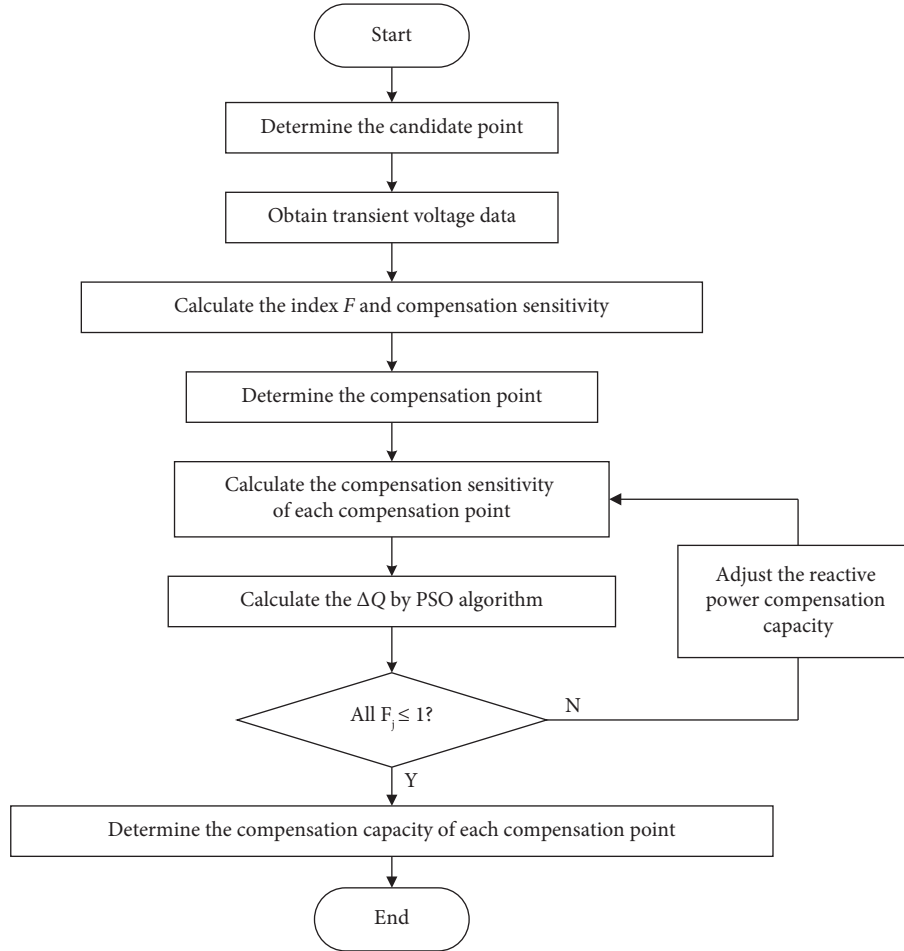 Start
Determine the candidate point
Obtain transient voltage data
Calculate the index F and compensation sensitivity
Determine the compensation point
Calculate the compensation sensitivity
of each compensation point
Adjust the reactive
power compensation
capacity
Calculate the ΔQ by PSO algorithm
All Fj ≤ 1?
N
Y
Determine the compensation capacity of each compensation point
End